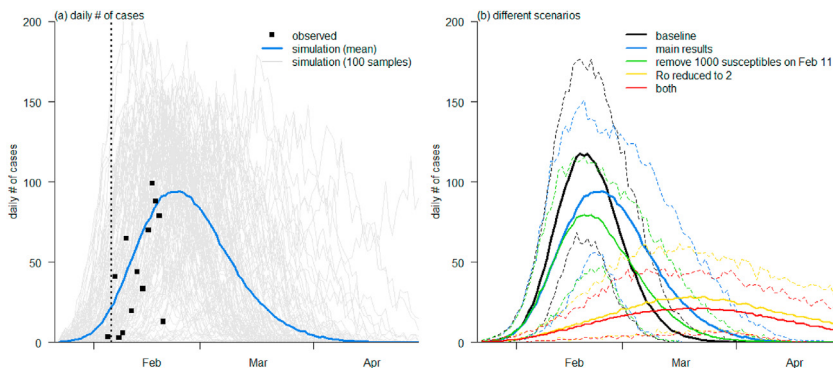 (a) daily # of cases
observed
simulation (mean)
simulation (100 samples)
daily # of cases
200
150
100
50
0
Feb
Mar
Apr
(b) different scenarios
baseline
main results
remove 1000 susceptibles on Feb 11
Ro reduced to 2
both
daily # of cases
200
150
100
50
0
Feb
Mar
Apr